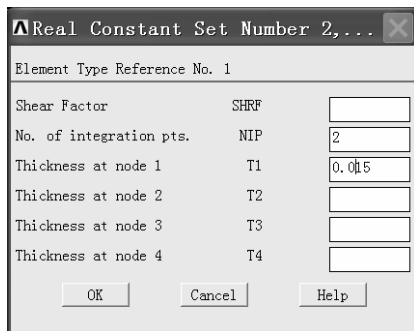 Real Constant Set Number 2,...
Element Type Reference No. 1
Shear Factor SHRF
No. of integration pts. NIP 2
Thickness at node 1 T1 0.015
Thickness at node 2 T2
Thickness at node 3 T3
Thickness at node 4 T4
OK Cancel Help